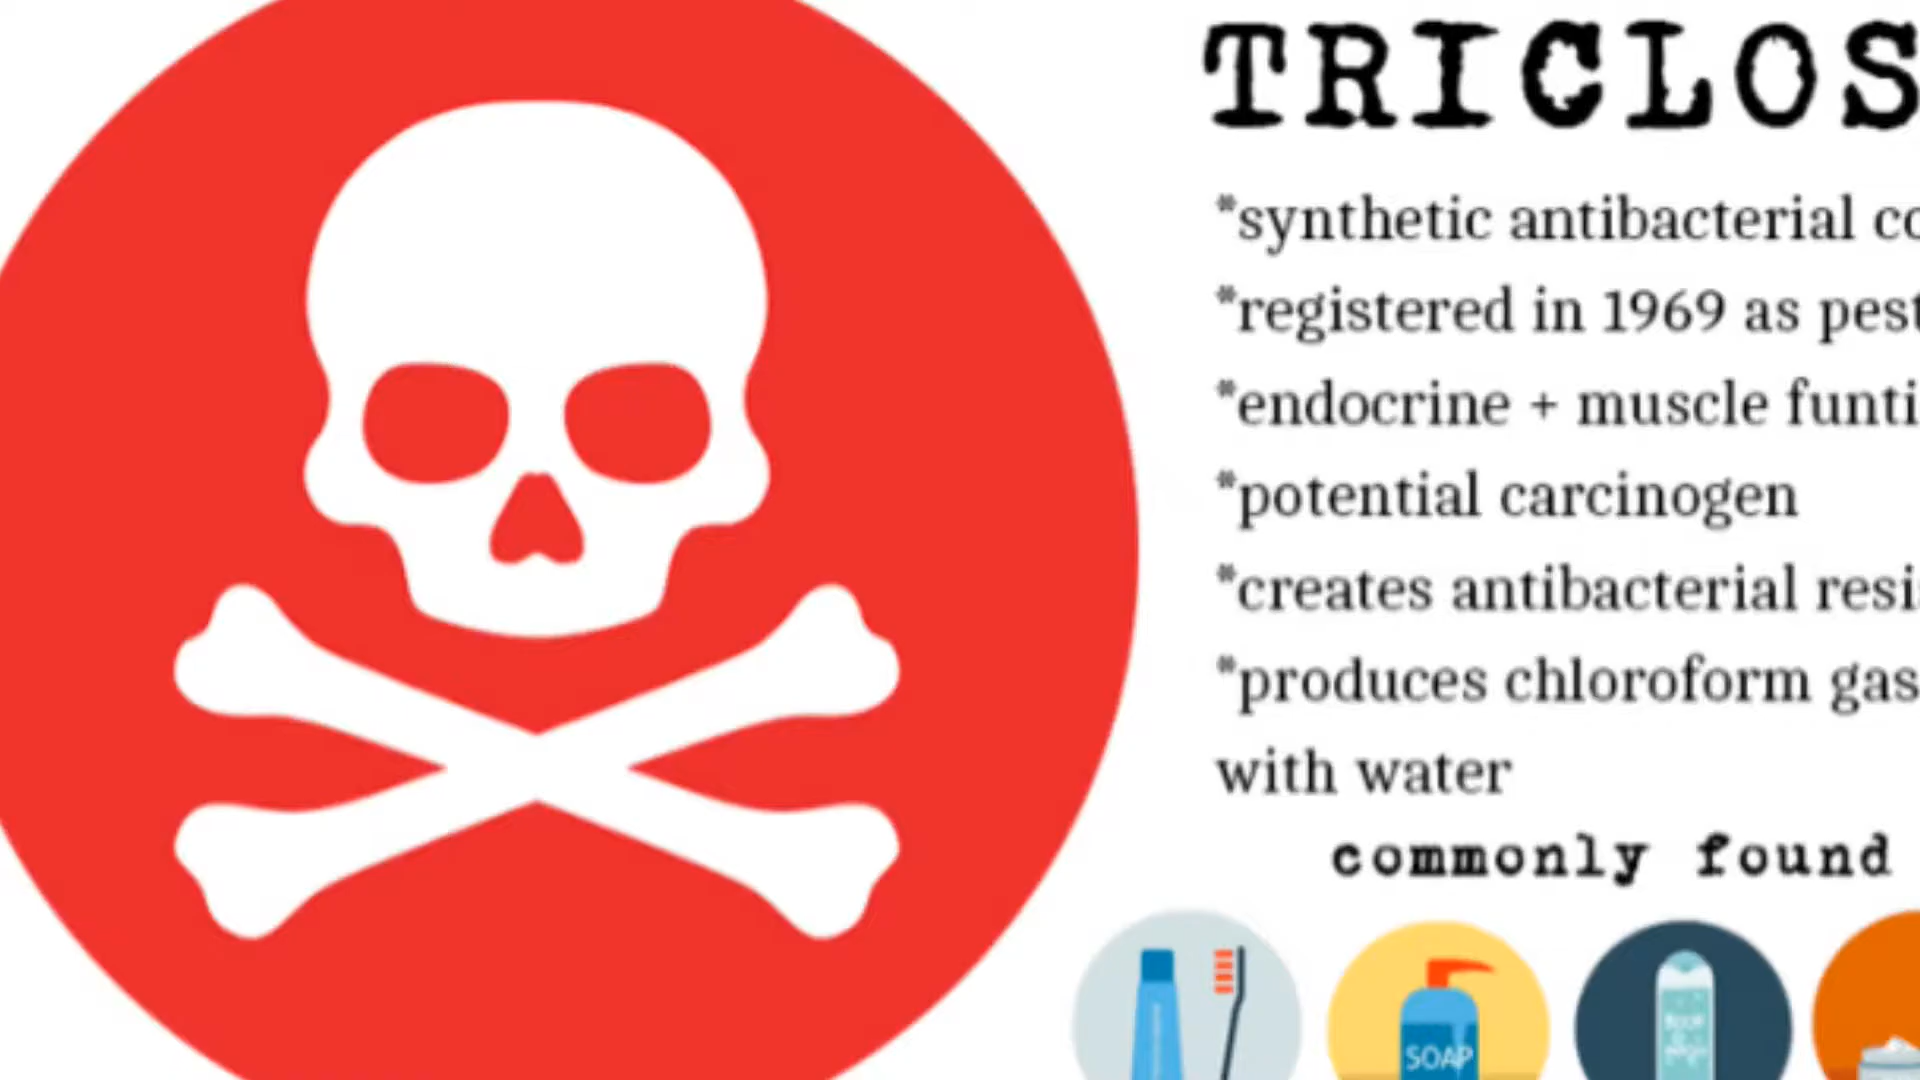 TRICLOS
*synthetic antibacterial co
*registered in 1969 as pest
*endocrine + muscle funti
*potential carcinogen
*creates antibacterial resi
*produces chloroform gas
with water
commonly found
SOAP